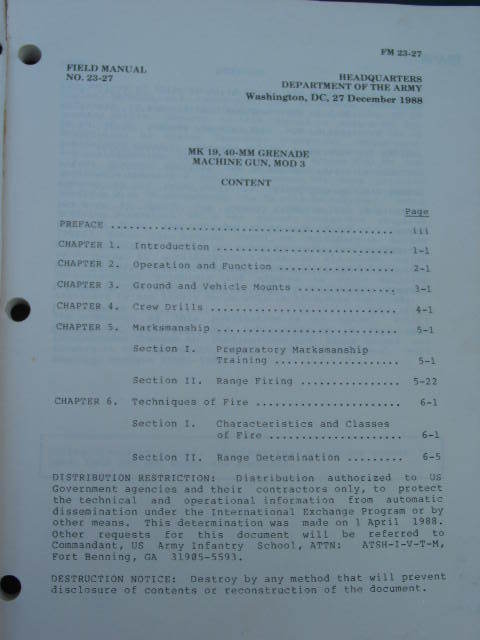 FM 23-27
FIELD MANUAL
NO. 23-27
HEADQUARTERS
DEPARTMENT OF THE ARMY
Washington, DC, 27 December 1988
MK 19, 40-MM GRENADE
MACHINE GUN, MOD 3
CONTENT
Page
PREFACE ............................................ iii
CHAPTER 1. Introduction ............................ 1-1
CHAPTER 2. Operation and Function .................. 2-1
CHAPTER 3. Ground and Vehicle Mounts ............... 3-1
CHAPTER 4. Crew Drills ............................. 4-1
CHAPTER 5. Marksmanship ............................ 5-1
Section I. Preparatory Marksmanship
Training ................... 5-1
Section II. Range Firing ............... 5-22
CHAPTER 6. Techniques of Fire ...................... 6-1
Section I. Characteristics and Classes
of Fire .................... 6-1
Section II. Range Determination ......... 6-5
DISTRIBUTION RESTRICTION: Distribution authorized to US
Government agencies and their contractors only, to protect
the technical and operational information from automatic
dissemination under the International Exchange Program or by
other means. This determination was made on 1 April 1988.
Other requests for this document will be referred to
Commandant, US Army Infantry School, ATTN: ATSH-I-V-T-M,
Fort Benning, GA 31905-5593.
DESTRUCTION NOTICE: Destroy by any method that will prevent
disclosure of contents or reconstruction of the document.